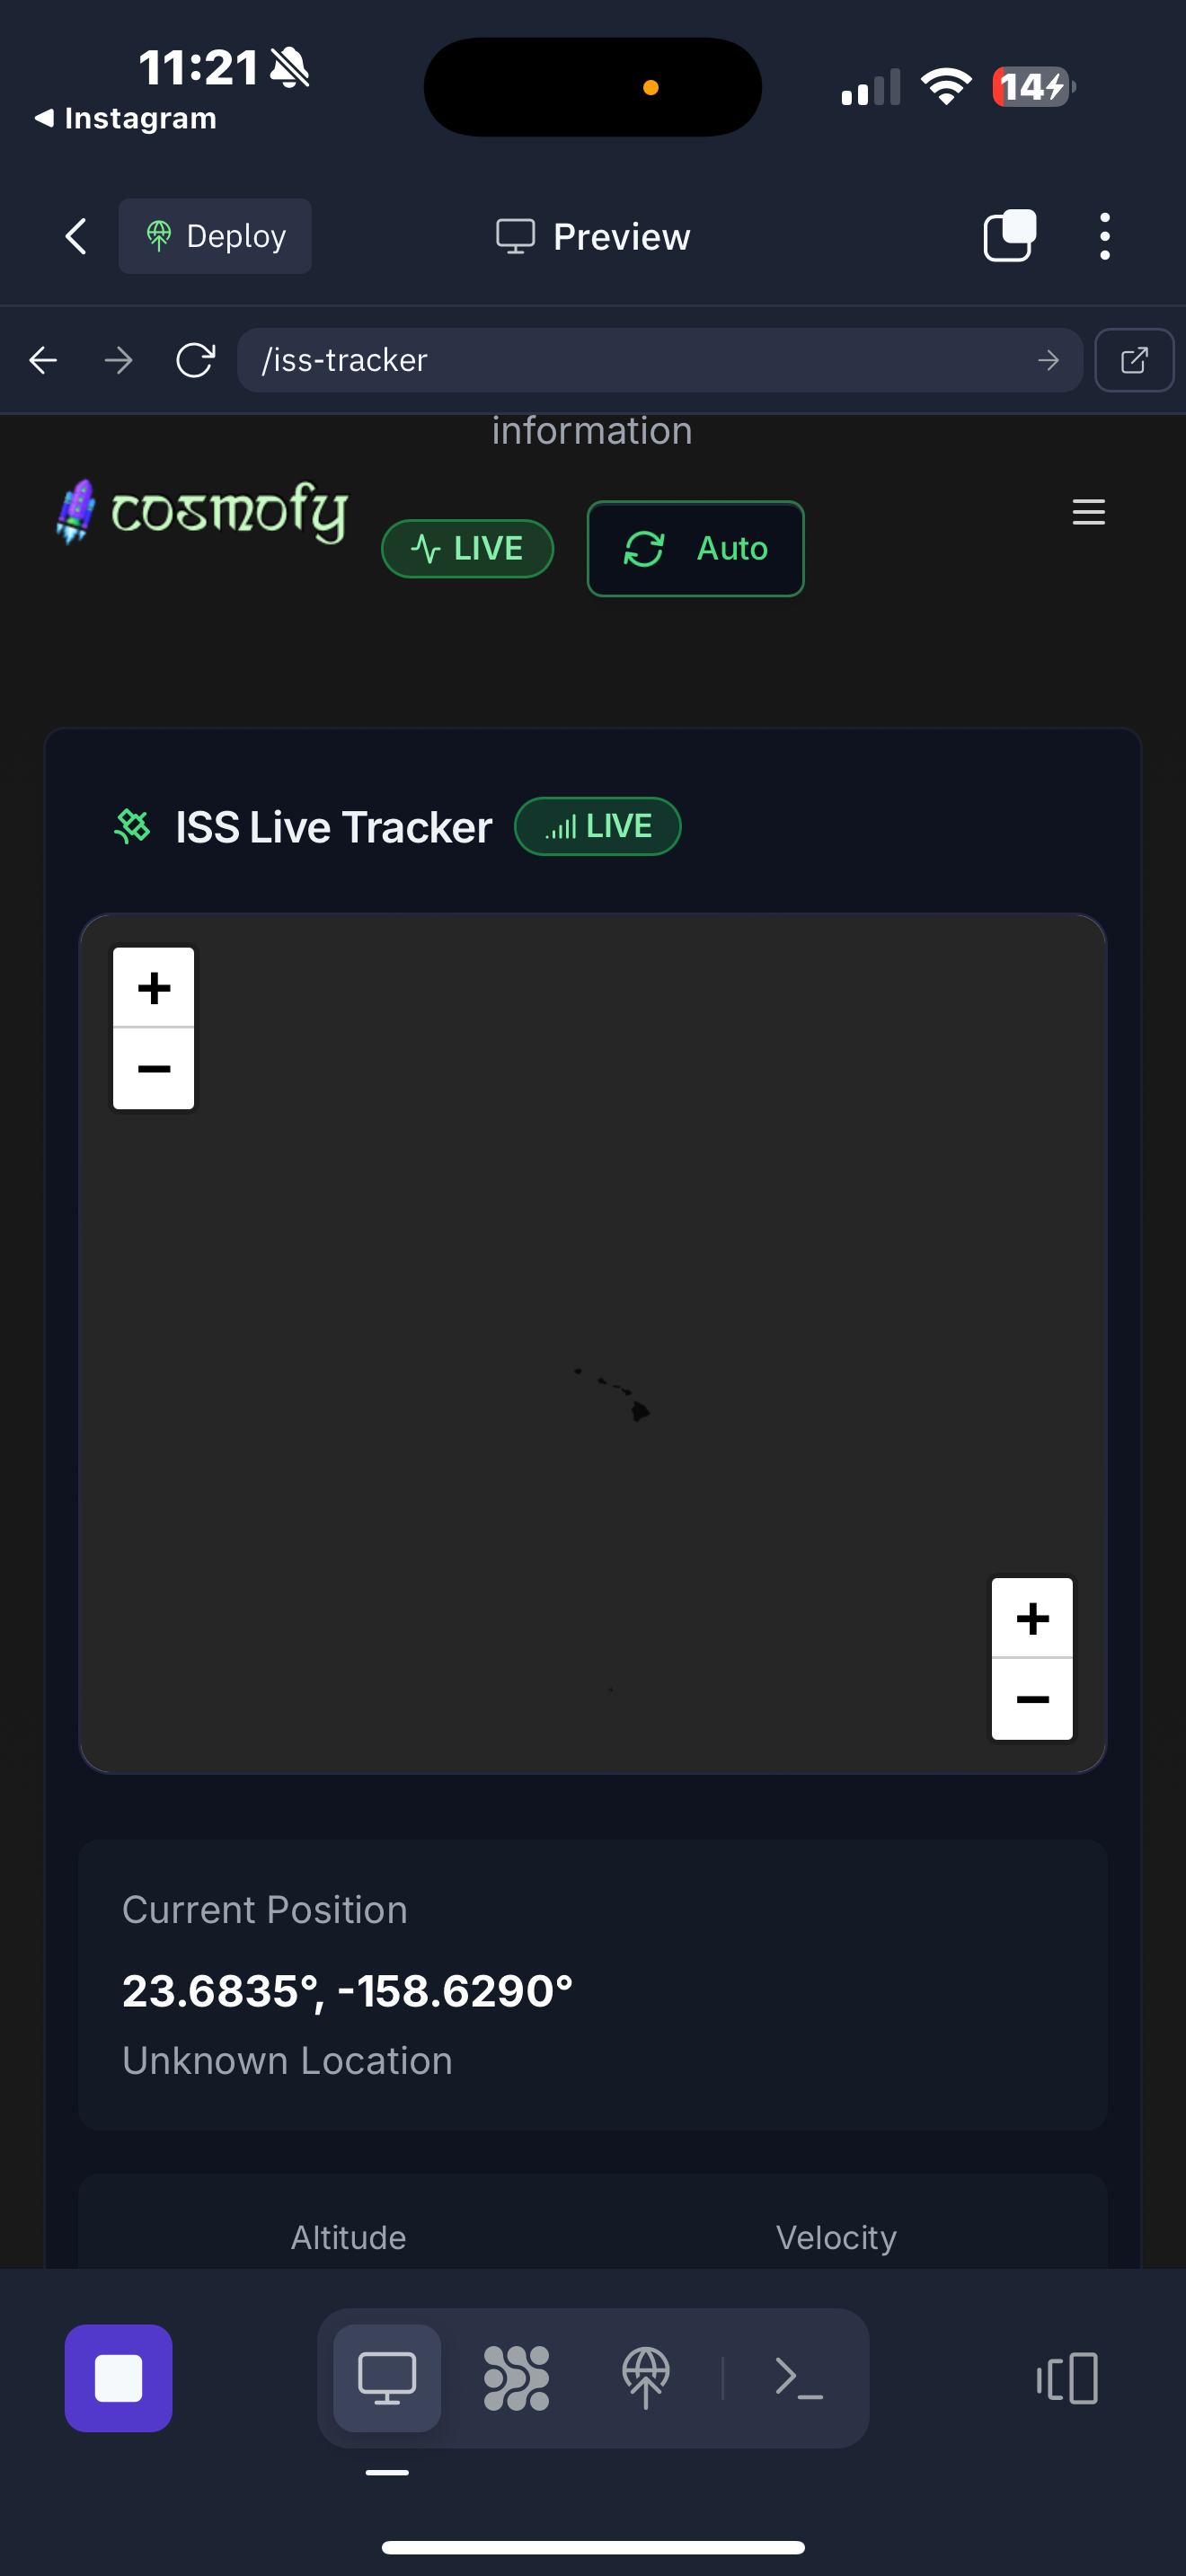 11:21
14
Instagram
Deploy
Preview
/iss-tracker
information
cosmofy
LIVE
Auto
ISS Live Tracker
LIVE
+
−
+
−
Current Position
23.6835°, -158.6290°
Unknown Location
Altitude
Velocity